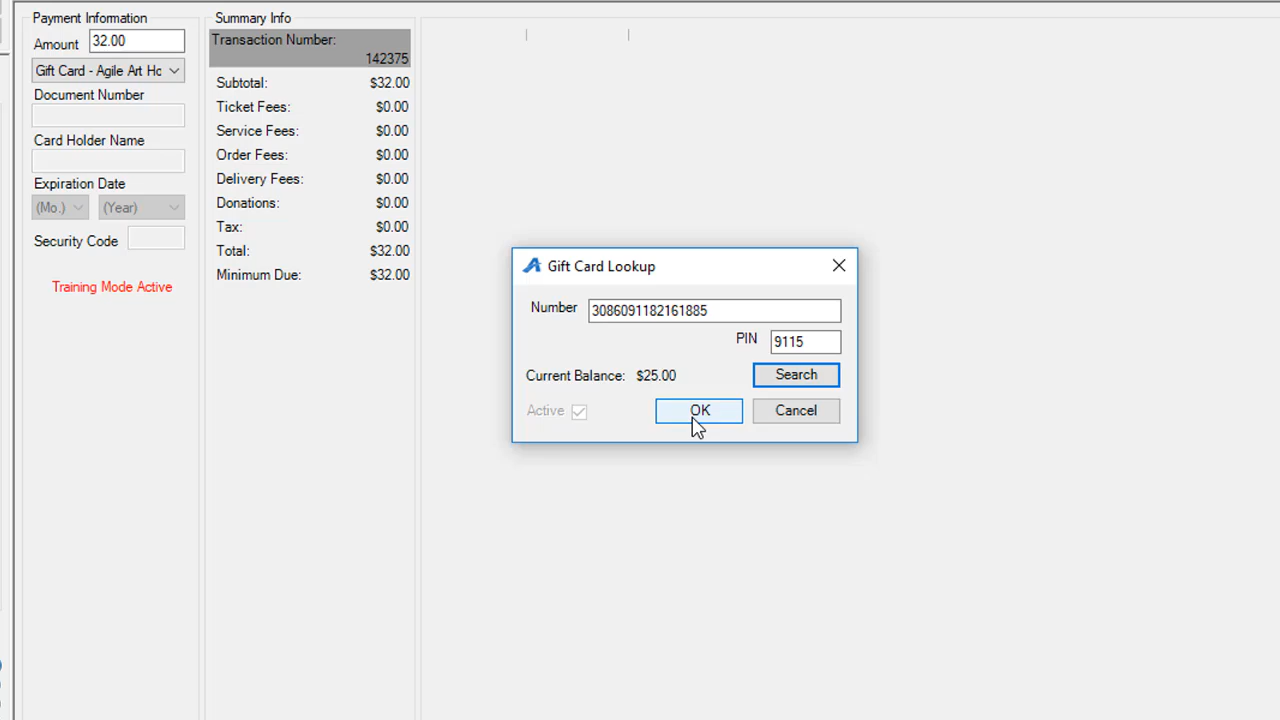 Payment Information
Amount 32.00
Gift Card - Agile Art Hc
Document Number
Card Holder Name
Expiration Date
(Mo.) (Year)
Security Code
Training Mode Active
Summary Info
Transaction Number:
142375
Subtotal: $32.00
Ticket Fees: $0.00
Service Fees: $0.00
Order Fees: $0.00
Delivery Fees: $0.00
Donations: $0.00
Tax: $0.00
Total: $32.00
Minimum Due: $32.00
Gift Card Lookup
Number 3086091182161885
PIN 9115
Current Balance: $25.00 Search
Active OK Cancel